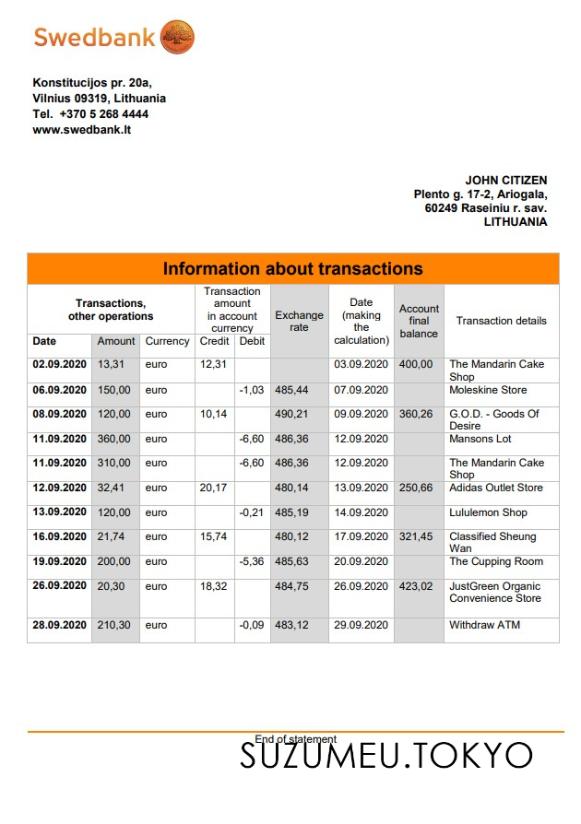 Swedbank
Konstitucijos pr. 20a,
Vilnius 09319, Lithuania
Tel. +370 5 268 4444
www.swedbank.lt
JOHN CITIZEN
Plento g. 17-2, Ariogala,
60249 Raseiniu r. sav.
LITHUANIA
Information about transactions
Transactions, other operations | Transaction amount in account currency | Exchange rate | Date (making the calculation) | Account final balance | Transaction details
Date | Amount | Currency | Credit | Debit
02.09.2020 13,31 euro 12,31 03.09.2020 400,00 The Mandarin Cake Shop
06.09.2020 150,00 euro -1,03 485,44 07.09.2020 Moleskine Store
08.09.2020 120,00 euro 10,14 490,21 09.09.2020 360,26 G.O.D. - Goods Of Desire
11.09.2020 360,00 euro -6,60 486,36 12.09.2020 Mansons Lot
11.09.2020 310,00 euro -6,60 486,36 12.09.2020 The Mandarin Cake Shop
12.09.2020 32,41 euro 20,17 480,14 13.09.2020 250,66 Adidas Outlet Store
13.09.2020 120,00 euro -0,21 485,19 14.09.2020 Lululemon Shop
16.09.2020 21,74 euro 15,74 480,12 17.09.2020 321,45 Classified Sheung Wan
19.09.2020 200,00 euro -5,36 485,63 20.09.2020 The Cupping Room
26.09.2020 20,30 euro 18,32 484,75 26.09.2020 423,02 JustGreen Organic Convenience Store
28.09.2020 210,30 euro -0,09 483,12 29.09.2020 Withdraw ATM
End of statement
SUZUMEU.TOKYO